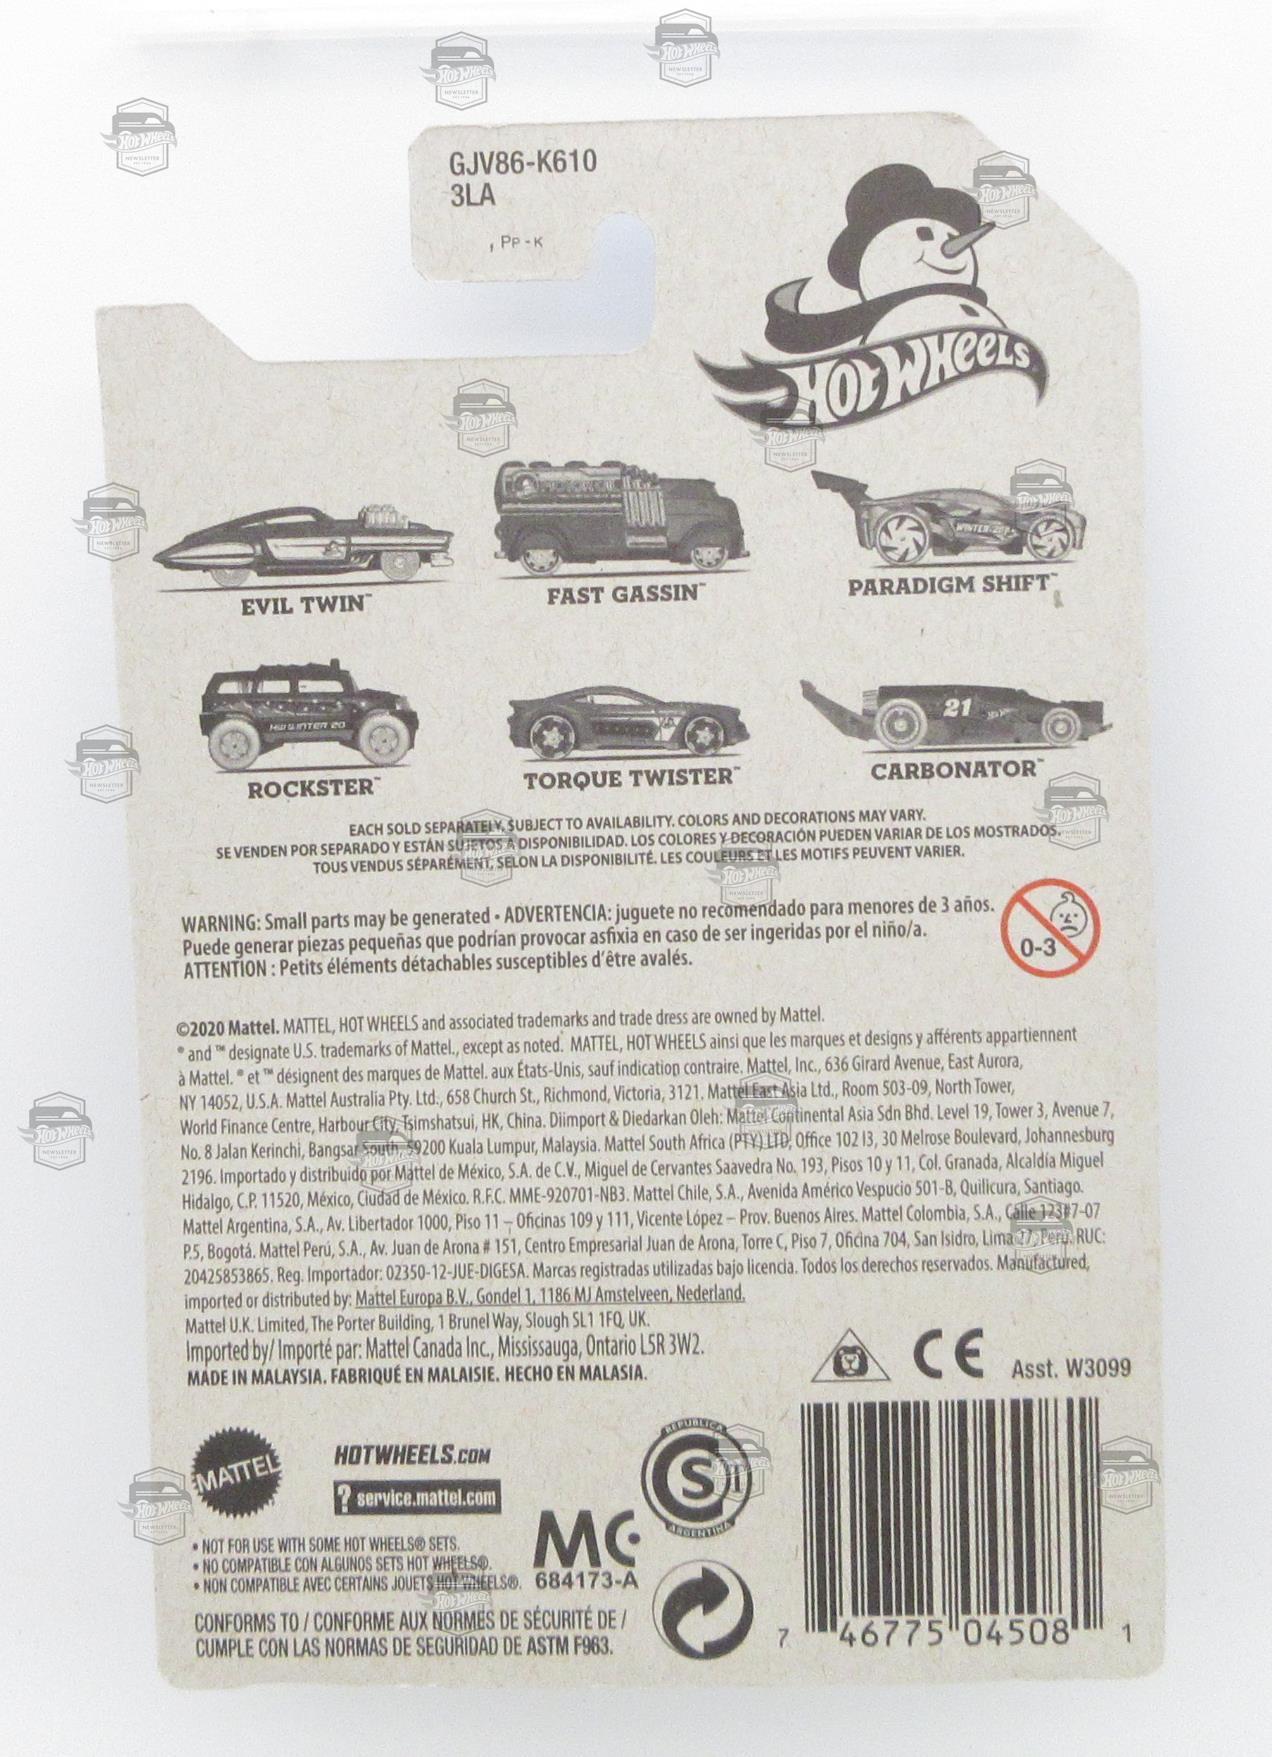 GJV86-K610
3LA
, PP - K
HOT WHEELS
WINTER
EVIL TWIN™
FAST GASSIN™
PARADIGM SHIFT™
HW WINTER 20
21
ROCKSTER™
TORQUE TWISTER™
CARBONATOR™
EACH SOLD SEPARATELY, SUBJECT TO AVAILABILITY. COLORS AND DECORATIONS MAY VARY.
SE VENDEN POR SEPARADO Y ESTÁN SUJETOS A DISPONIBILIDAD. LOS COLORES Y DECORACIÓN PUEDEN VARIAR DE LOS MOSTRADOS.
TOUS VENDUS SÉPARÉMENT, SELON LA DISPONIBILITÉ. LES COULEURS ET LES MOTIFS PEUVENT VARIER.
WARNING: Small parts may be generated • ADVERTENCIA: juguete no recomendado para menores de 3 años.
Puede generar piezas pequeñas que podrían provocar asfixia en caso de ser ingeridas por el niño/a.
ATTENTION : Petits éléments détachables susceptibles d'être avalés.
0-3
©2020 Mattel. MATTEL, HOT WHEELS and associated trademarks and trade dress are owned by Mattel.
® and ™ designate U.S. trademarks of Mattel., except as noted. MATTEL, HOT WHEELS ainsi que les marques et designs y afférents appartiennent
à Mattel. ® et ™ désignent des marques de Mattel. aux États-Unis, sauf indication contraire. Mattel, Inc., 636 Girard Avenue, East Aurora,
NY 14052, U.S.A. Mattel Australia Pty. Ltd., 658 Church St., Richmond, Victoria, 3121. Mattel East Asia Ltd., Room 503-09, North Tower,
World Finance Centre, Harbour City, Tsimshatsui, HK, China. Diimport & Diedarkan Oleh: Mattel Continental Asia Sdn Bhd. Level 19, Tower 3, Avenue 7,
No. 8 Jalan Kerinchi, Bangsar South, 59200 Kuala Lumpur, Malaysia. Mattel South Africa (PTY) LTD, Office 102 I3, 30 Melrose Boulevard, Johannesburg
2196. Importado y distribuido por Mattel de México, S.A. de C.V., Miguel de Cervantes Saavedra No. 193, Pisos 10 y 11, Col. Granada, Alcaldía Miguel
Hidalgo, C.P. 11520, México, Ciudad de México. R.F.C. MME-920701-NB3. Mattel Chile, S.A., Avenida Américo Vespucio 501-B, Quilicura, Santiago.
Mattel Argentina, S.A., Av. Libertador 1000, Piso 11 – Oficinas 109 y 111, Vicente López – Prov. Buenos Aires. Mattel Colombia, S.A., Calle 123#7-07
P.5, Bogotá. Mattel Perú, S.A., Av. Juan de Arona # 151, Centro Empresarial Juan de Arona, Torre C, Piso 7, Oficina 704, San Isidro, Lima 27, Perú. RUC:
20425853865. Reg. Importador: 02350-12-JUE-DIGESA. Marcas registradas utilizadas bajo licencia. Todos los derechos reservados. Manufactured,
imported or distributed by: Mattel Europa B.V., Gondel 1, 1186 MJ Amstelveen, Nederland.
Mattel U.K. Limited, The Porter Building, 1 Brunel Way, Slough SL1 1FQ, UK.
Imported by/ Importé par: Mattel Canada Inc., Mississauga, Ontario L5R 3W2.
MADE IN MALAYSIA. FABRIQUÉ EN MALAISIE. HECHO EN MALASIA.
CE
Asst. W3099
MATTEL
HOTWHEELS.COM
? service.mattel.com
REPUBLICA
S
ARGENTINA
• NOT FOR USE WITH SOME HOT WHEELS® SETS.
• NO COMPATIBLE CON ALGUNOS SETS HOT WHEELS®.
• NON COMPATIBLE AVEC CERTAINS JOUETS HOT WHEELS®.
MC
684173-A
CONFORMS TO / CONFORME AUX NORMES DE SÉCURITÉ DE /
CUMPLE CON LAS NORMAS DE SEGURIDAD DE ASTM F963.
7 46775 04508 1